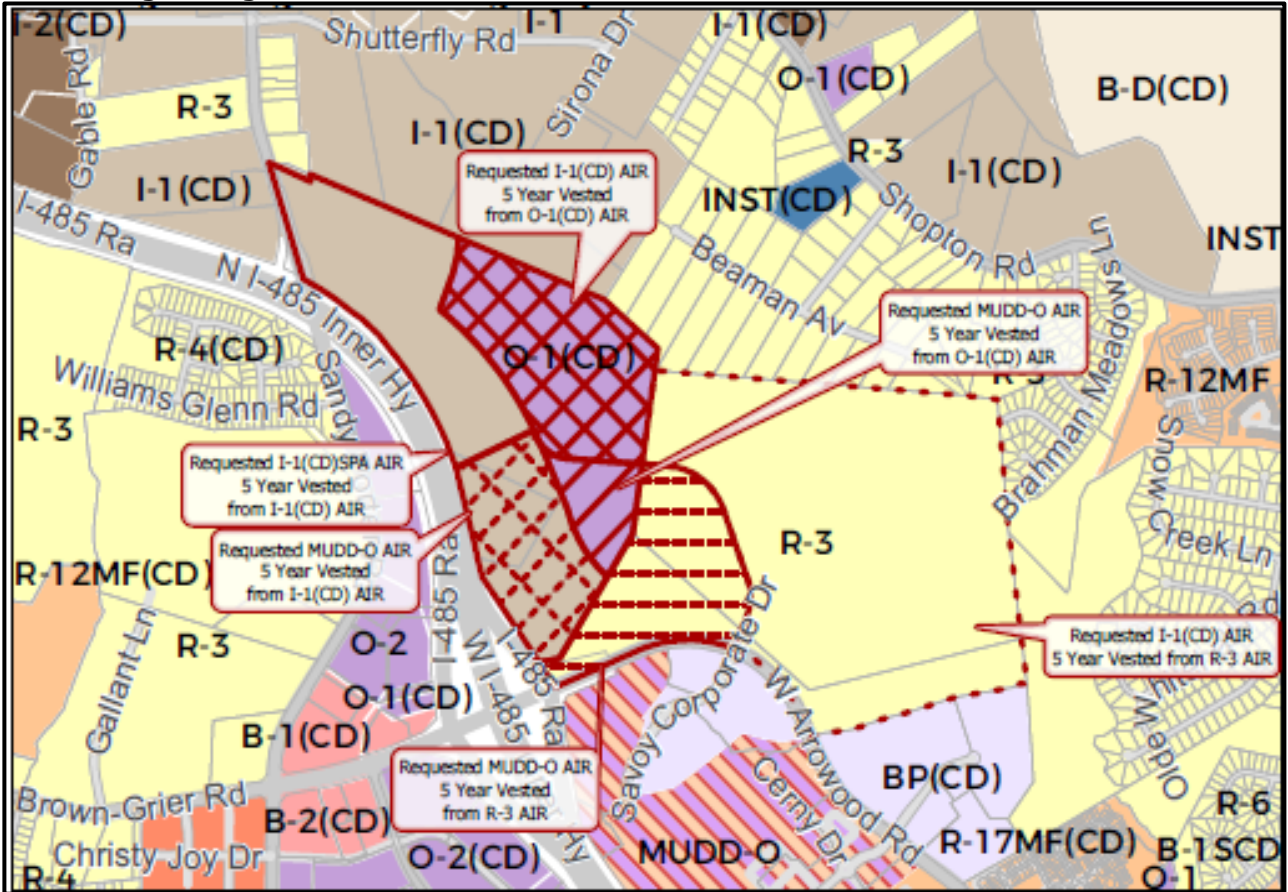 I-2(CD)
Shutterfly Rd
I-1
Sirona Dr
I-1(CD)
O-1(CD)
B-D(CD)
Gable Rd
R-3
I-1(CD)
R-3
I-1(CD)
I-1(CD)
Requested I-1(CD) AIR
5 Year Vested
from O-1(CD) AIR
INST(CD)
Shopton Rd
INST
I-485 Ra
N I-485 Inner Hy
Beaman Av
Brahman Meadows Ln
Requested MUDD-O AIR
5 Year Vested
from O-1(CD) AIR
R-4(CD)
O-1(CD)
Williams Glenn Rd
Sandy
R-12MF
R-3
Snow Creek Ln
Requested I-1(CD)SPA AIR
5 Year Vested
from I-1(CD) AIR
R-3
Requested MUDD-O AIR
5 Year Vested
from I-1(CD) AIR
R-12MF(CD)
I-485 Ra
Gallant Ln
R-3
O-2
W I-485
I-485 Ra
Requested I-1(CD) AIR
5 Year Vested from R-3 AIR
O-1(CD)
B-1(CD)
Savoy Corporate Dr
W Arrowood Rd
Requested MUDD-O AIR
5 Year Vested
from R-3 AIR
Cerny Dr
BP(CD)
Brown-Grier Rd
B-2(CD)
Hy
R-6
Christy Joy Dr
O-2(CD)
MUDD-O
R-17MF(CD)
B-1SCD
R-4
O-1